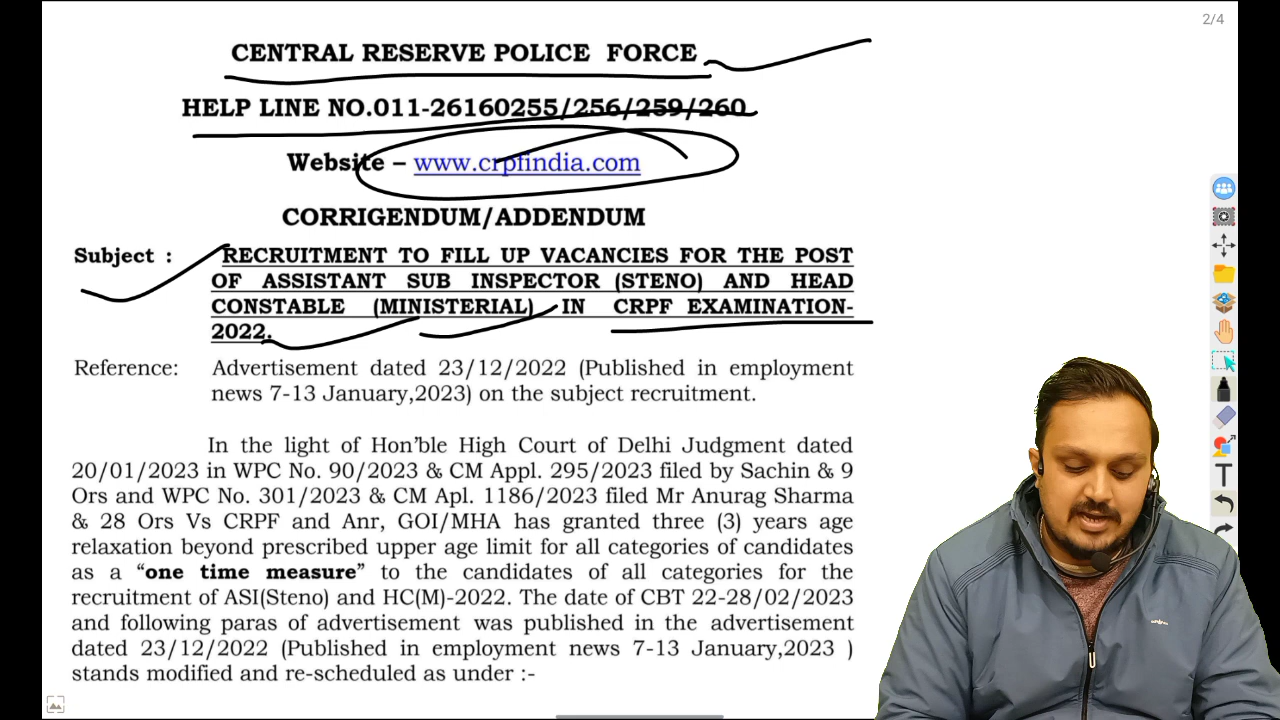 2/4
CENTRAL RESERVE POLICE FORCE
HELP LINE NO.011-26160255/256/259/260
Website – www.crpfindia.com
CORRIGENDUM/ADDENDUM
Subject : RECRUITMENT TO FILL UP VACANCIES FOR THE POST
OF ASSISTANT SUB INSPECTOR (STENO) AND HEAD
CONSTABLE (MINISTERIAL) IN CRPF EXAMINATION-
2022.
Reference: Advertisement dated 23/12/2022 (Published in employment
news 7-13 January,2023) on the subject recruitment.
In the light of Hon'ble High Court of Delhi Judgment dated
20/01/2023 in WPC No. 90/2023 & CM Appl. 295/2023 filed by Sachin & 9
Ors and WPC No. 301/2023 & CM Apl. 1186/2023 filed Mr Anurag Sharma
& 28 Ors Vs CRPF and Anr, GOI/MHA has granted three (3) years age
relaxation beyond prescribed upper age limit for all categories of candidates
as a “one time measure” to the candidates of all categories for the
recruitment of ASI(Steno) and HC(M)-2022. The date of CBT 22-28/02/2023
and following paras of advertisement was published in the advertisement
dated 23/12/2022 (Published in employment news 7-13 January,2023 )
stands modified and re-scheduled as under :-
T